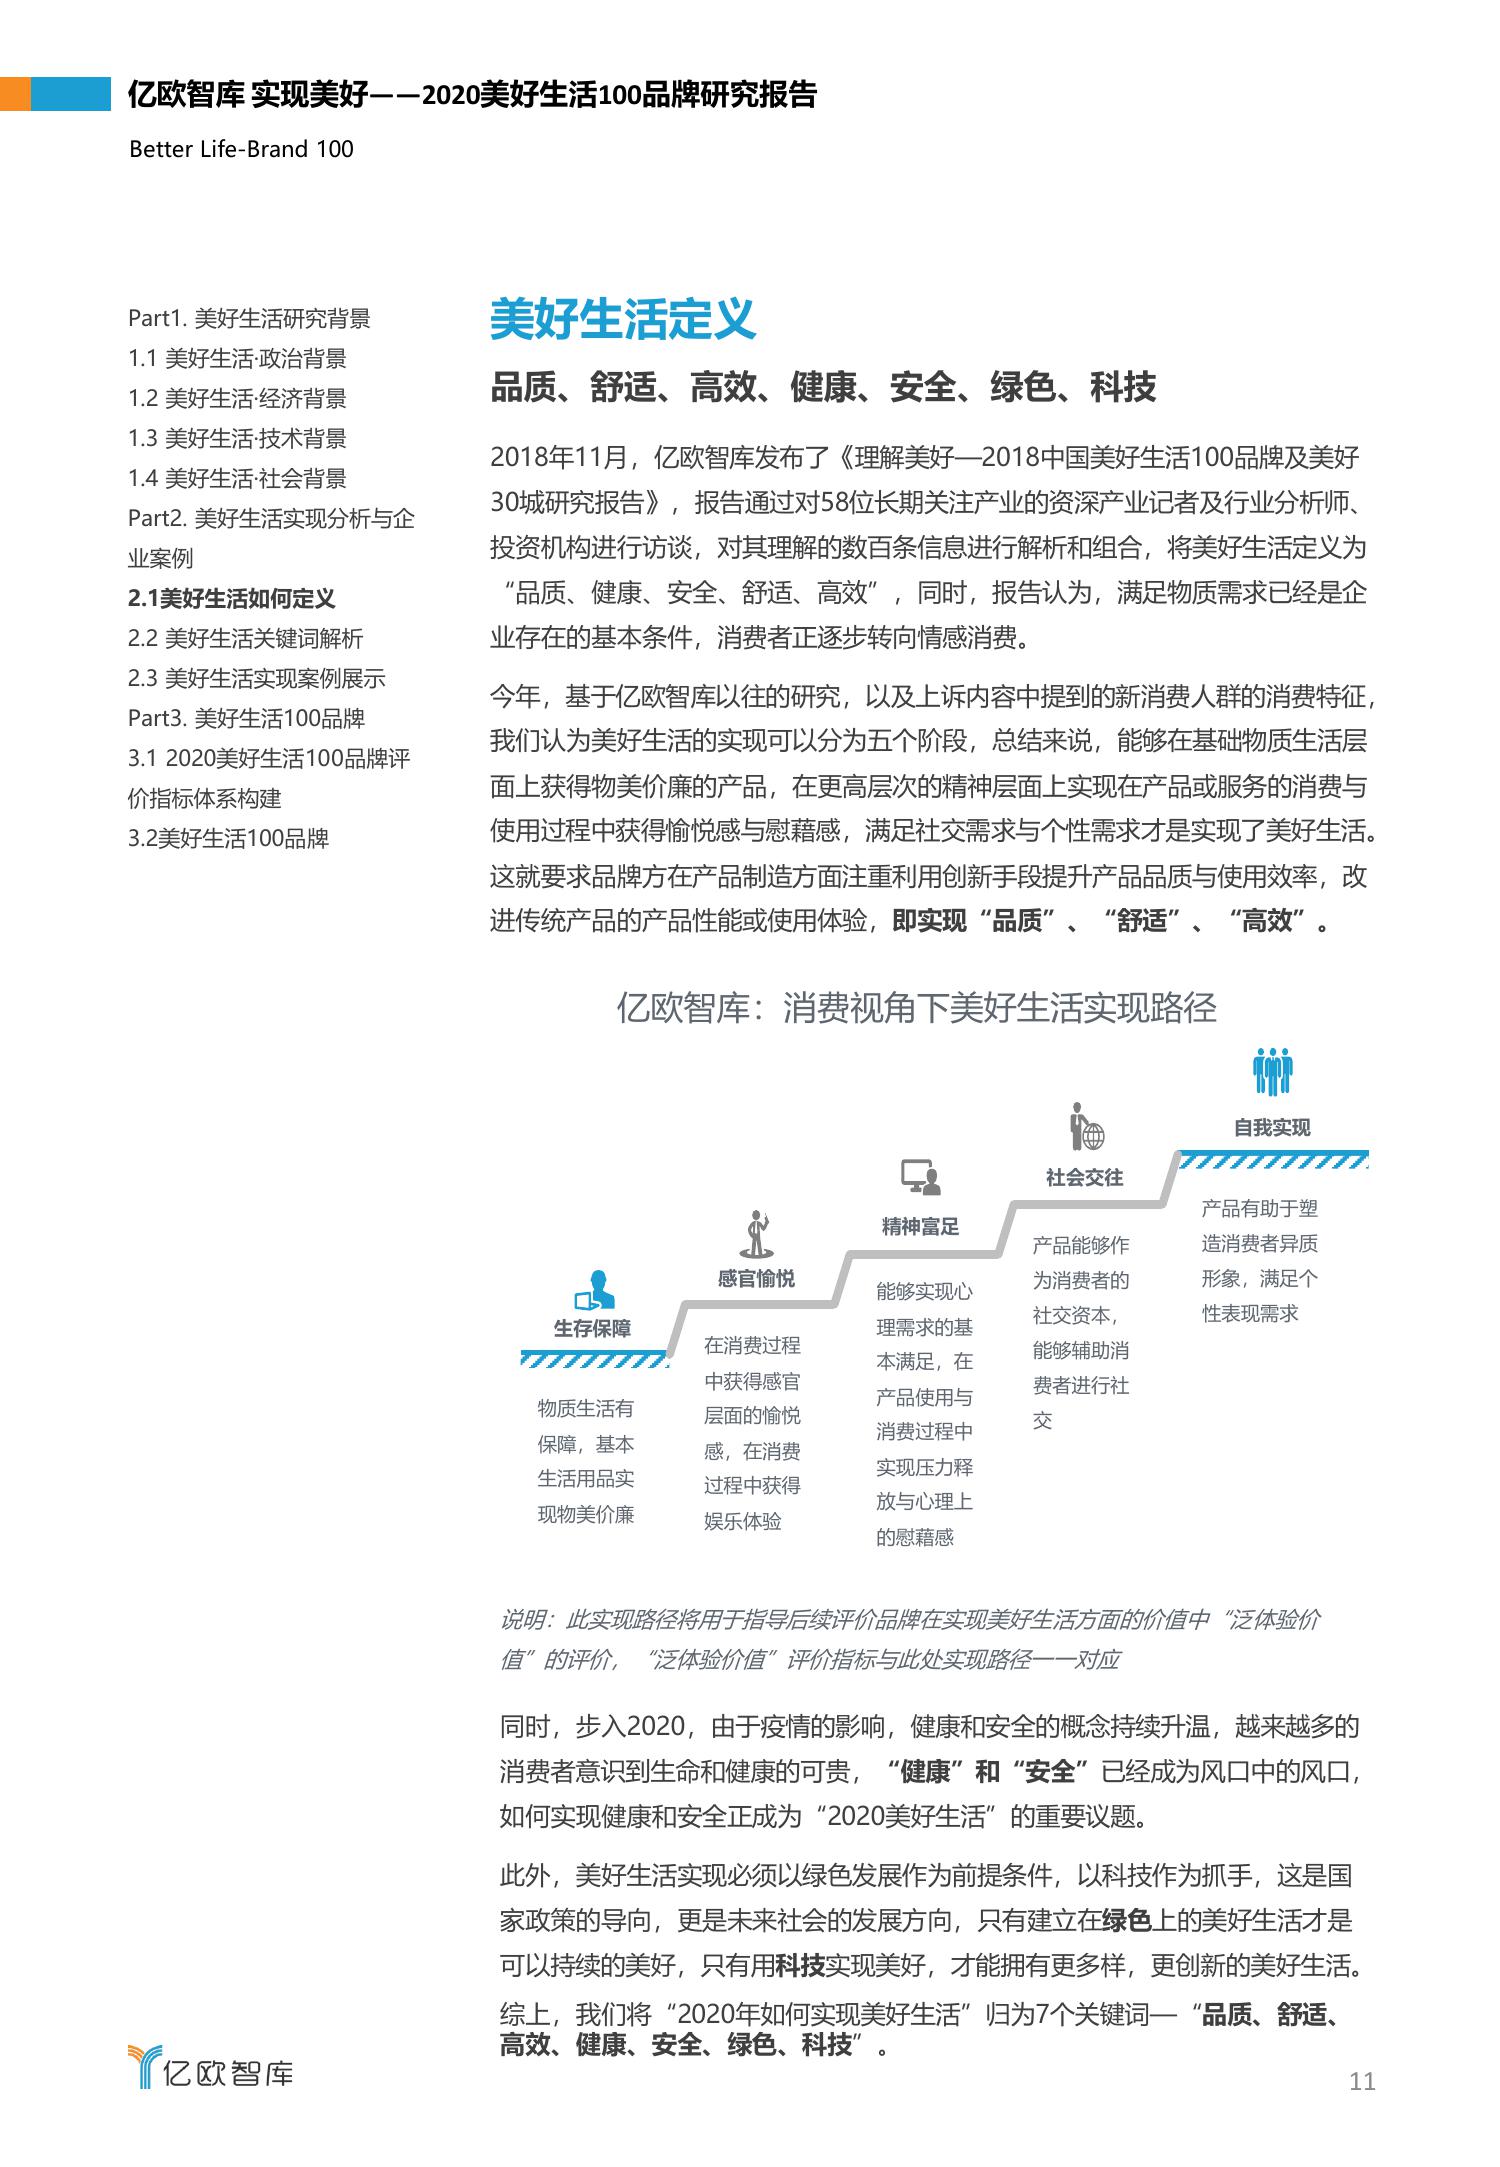 亿欧智库 实现美好——2020美好生活100品牌研究报告
Better Life-Brand 100
Part1. 美好生活研究背景
1.1 美好生活·政治背景
1.2 美好生活·经济背景
1.3 美好生活·技术背景
1.4 美好生活·社会背景
Part2. 美好生活实现分析与企
业案例
2.1美好生活如何定义
2.2 美好生活关键词解析
2.3 美好生活实现案例展示
Part3. 美好生活100品牌
3.1 2020美好生活100品牌评
价指标体系构建
3.2美好生活100品牌
美好生活定义
品质、舒适、高效、健康、安全、绿色、科技
2018年11月，亿欧智库发布了《理解美好—2018中国美好生活100品牌及美好
30城研究报告》，报告通过对58位长期关注产业的资深产业记者及行业分析师、
投资机构进行访谈，对其理解的数百条信息进行解析和组合，将美好生活定义为
“品质、健康、安全、舒适、高效”，同时，报告认为，满足物质需求已经是企
业存在的基本条件，消费者正逐步转向情感消费。
今年，基于亿欧智库以往的研究，以及上诉内容中提到的新消费人群的消费特征，
我们认为美好生活的实现可以分为五个阶段，总结来说，能够在基础物质生活层
面上获得物美价廉的产品，在更高层次的精神层面上实现在产品或服务的消费与
使用过程中获得愉悦感与慰藉感，满足社交需求与个性需求才是实现了美好生活。
这就要求品牌方在产品制造方面注重利用创新手段提升产品品质与使用效率，改
进传统产品的产品性能或使用体验，即实现“品质”、“舒适”、“高效”。
亿欧智库：消费视角下美好生活实现路径
生存保障
物质生活有
保障，基本
生活用品实
现物美价廉
感官愉悦
在消费过程
中获得感官
层面的愉悦
感，在消费
过程中获得
娱乐体验
精神富足
能够实现心
理需求的基
本满足，在
产品使用与
消费过程中
实现压力释
放与心理上
的慰藉感
社会交往
产品能够作
为消费者的
社交资本，
能够辅助消
费者进行社
交
自我实现
产品有助于塑
造消费者异质
形象，满足个
性表现需求
说明：此实现路径将用于指导后续评价品牌在实现美好生活方面的价值中“泛体验价
值”的评价，“泛体验价值”评价指标与此处实现路径一一对应
同时，步入2020，由于疫情的影响，健康和安全的概念持续升温，越来越多的
消费者意识到生命和健康的可贵，“健康”和“安全”已经成为风口中的风口，
如何实现健康和安全正成为“2020美好生活”的重要议题。
此外，美好生活实现必须以绿色发展作为前提条件，以科技作为抓手，这是国
家政策的导向，更是未来社会的发展方向，只有建立在绿色上的美好生活才是
可以持续的美好，只有用科技实现美好，才能拥有更多样，更创新的美好生活。
综上，我们将“2020年如何实现美好生活”归为7个关键词—“品质、舒适、
高效、健康、安全、绿色、科技”。
亿欧智库
11